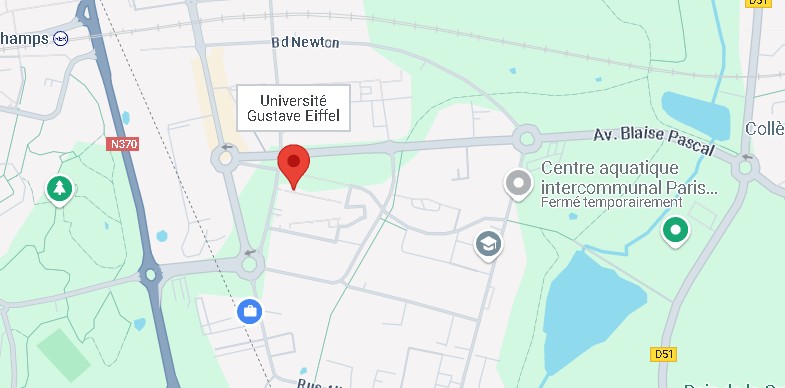 D51
champs RER
Bd Newton
Université
Gustave Eiffel
N370
Av. Blaise Pascal
Collè
Centre aquatique
intercommunal Paris...
Fermé temporairement
D51